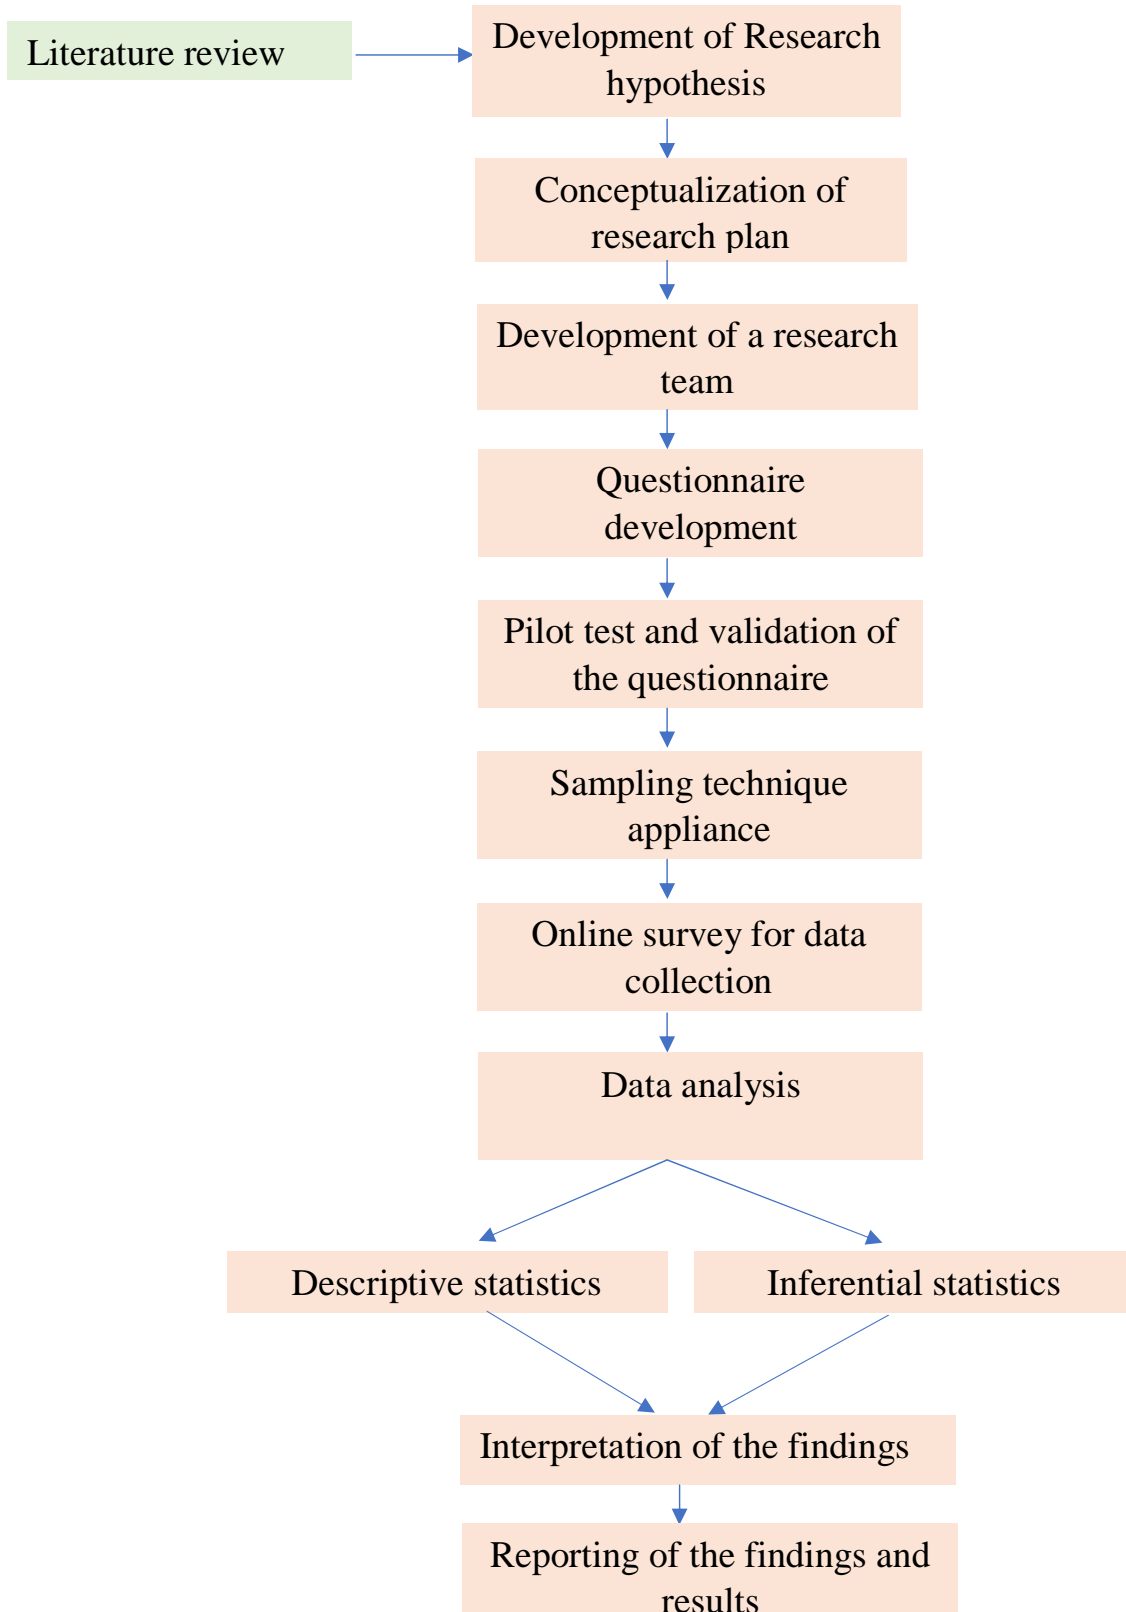 Literature review
Development of Research
hypothesis
Conceptualization of
research plan
Development of a research
team
Questionnaire
development
Pilot test and validation of
the questionnaire
Sampling technique
appliance
Online survey for data
collection
Data analysis
Descriptive statistics
Inferential statistics
Interpretation of the findings
Reporting of the findings and
results